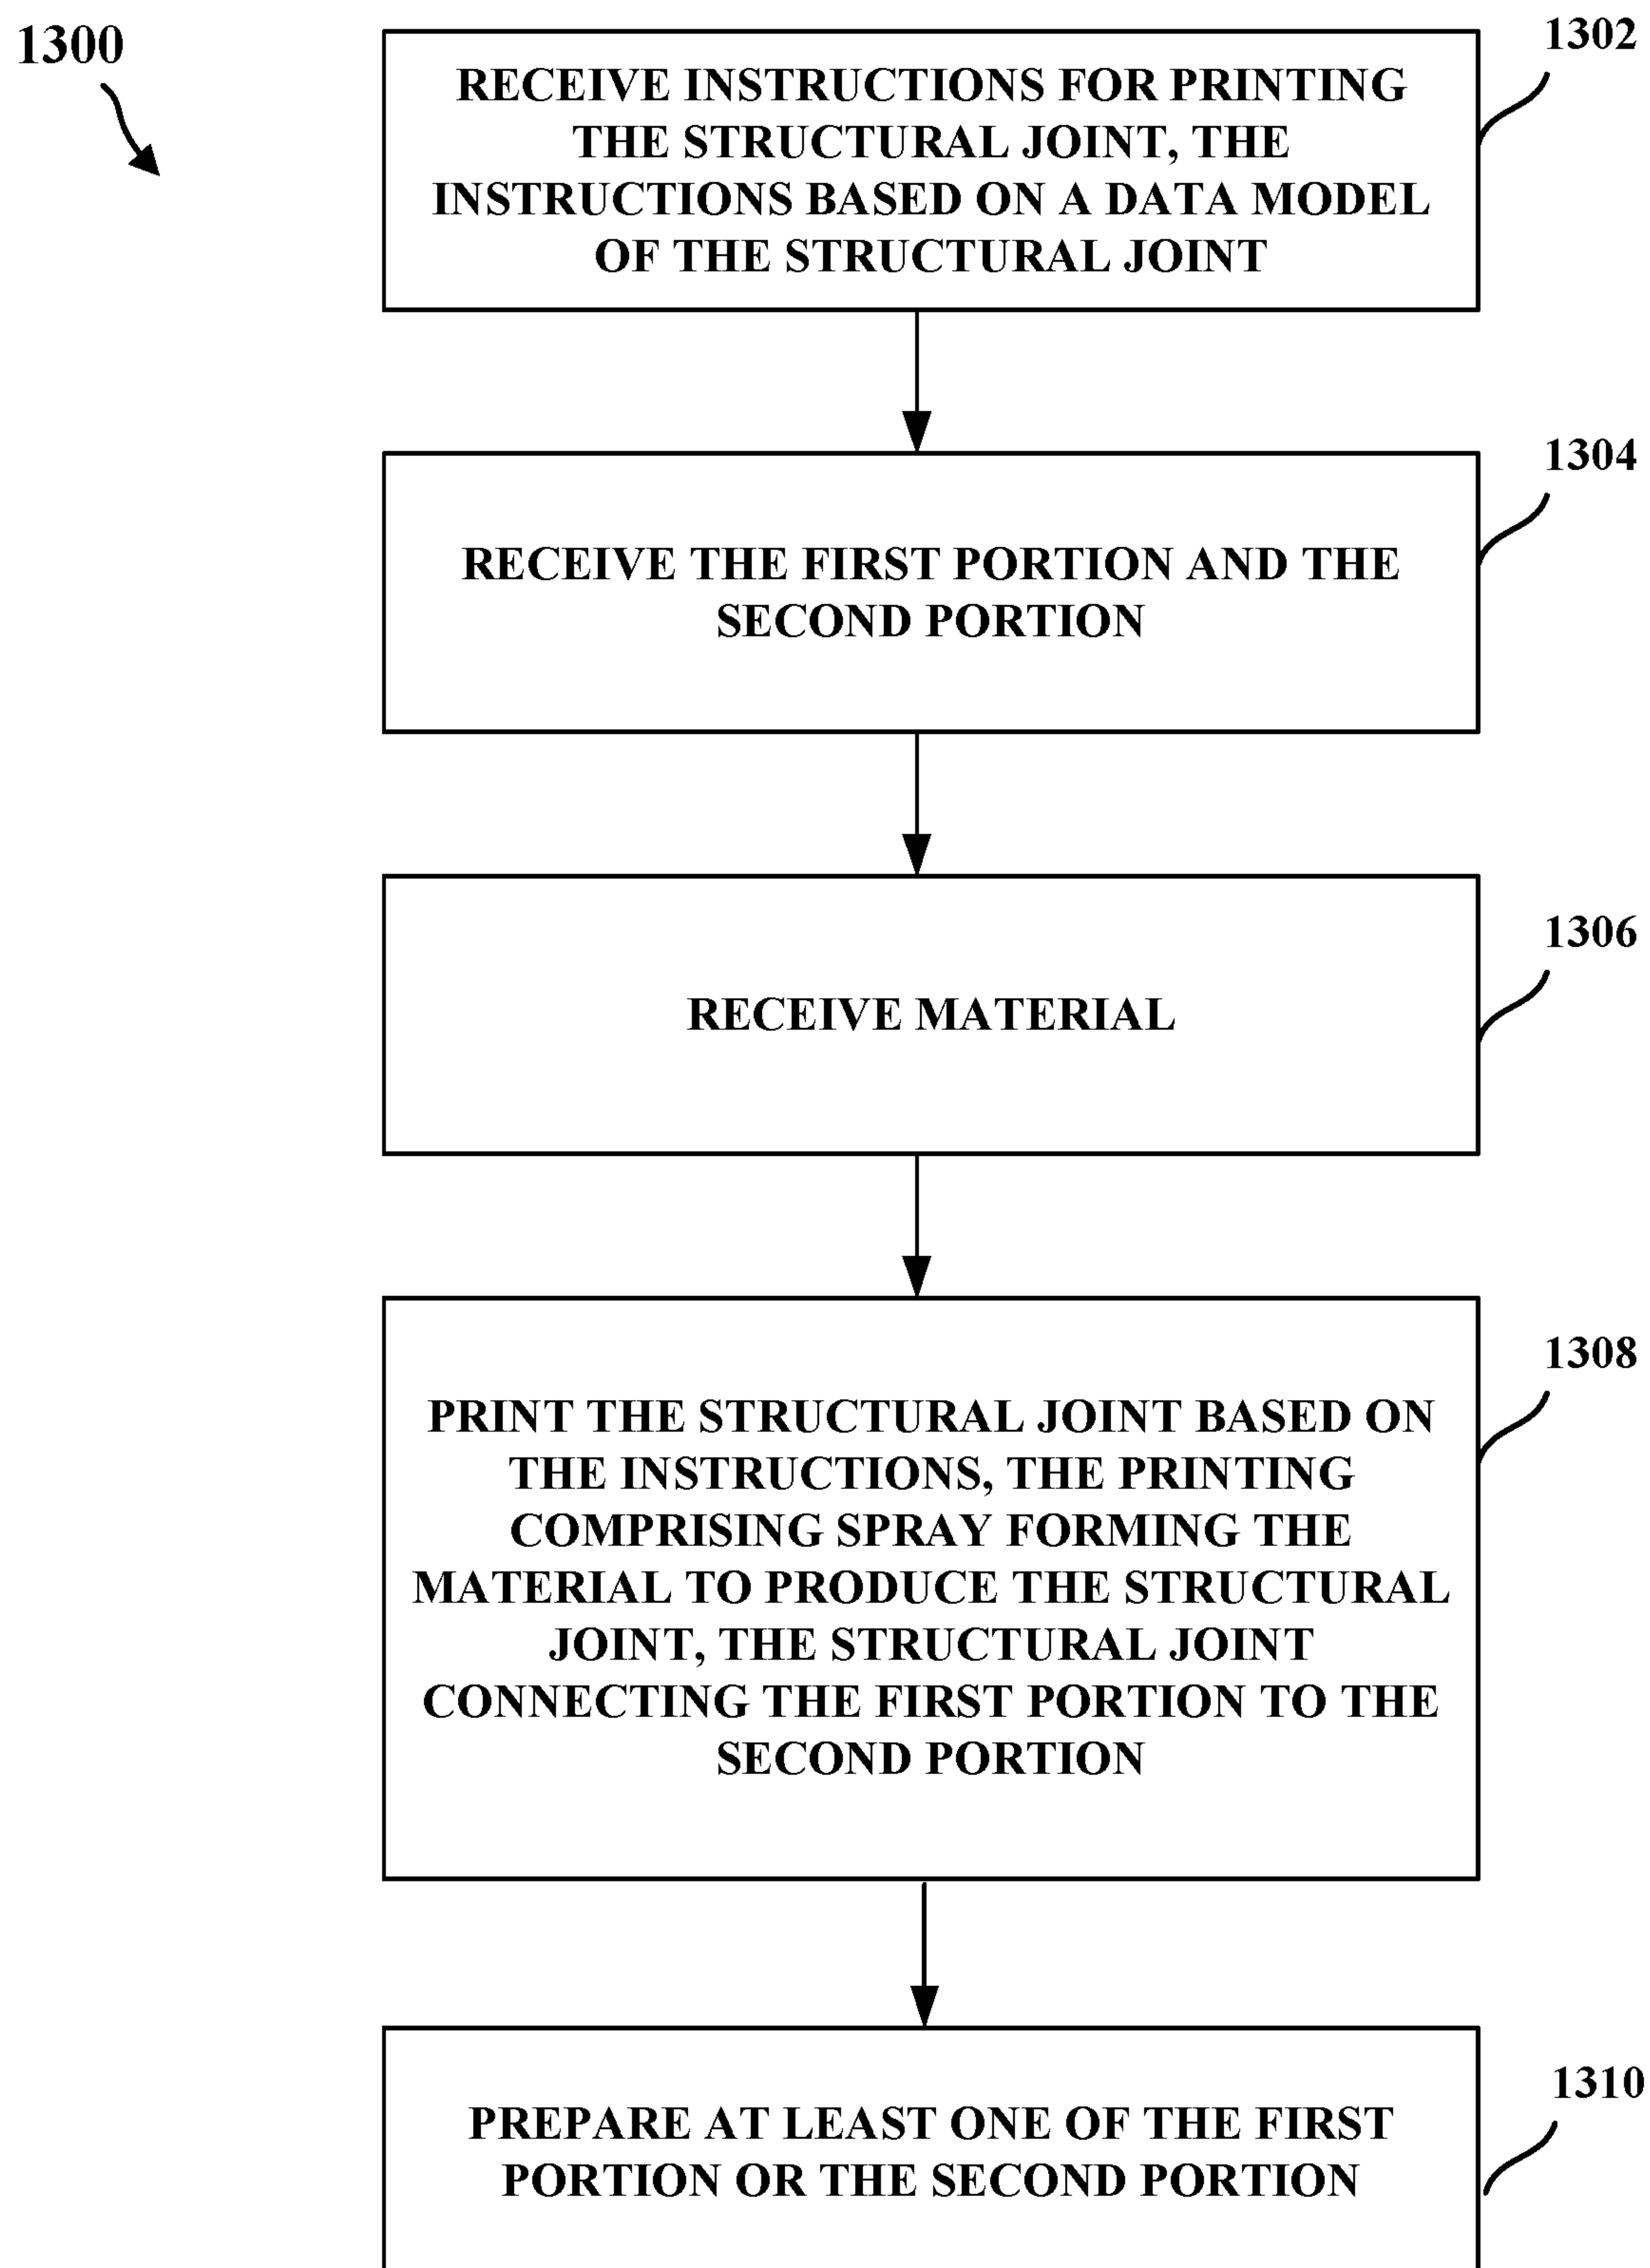 1300
1302
RECEIVE INSTRUCTIONS FOR PRINTING
THE STRUCTURAL JOINT, THE
INSTRUCTIONS BASED ON A DATA MODEL
OF THE STRUCTURAL JOINT
1304
RECEIVE THE FIRST PORTION AND THE
SECOND PORTION
1306
RECEIVE MATERIAL
1308
PRINT THE STRUCTURAL JOINT BASED ON
THE INSTRUCTIONS, THE PRINTING
COMPRISING SPRAY FORMING THE
MATERIAL TO PRODUCE THE STRUCTURAL
JOINT, THE STRUCTURAL JOINT
CONNECTING THE FIRST PORTION TO THE
SECOND PORTION
1310
PREPARE AT LEAST ONE OF THE FIRST
PORTION OR THE SECOND PORTION